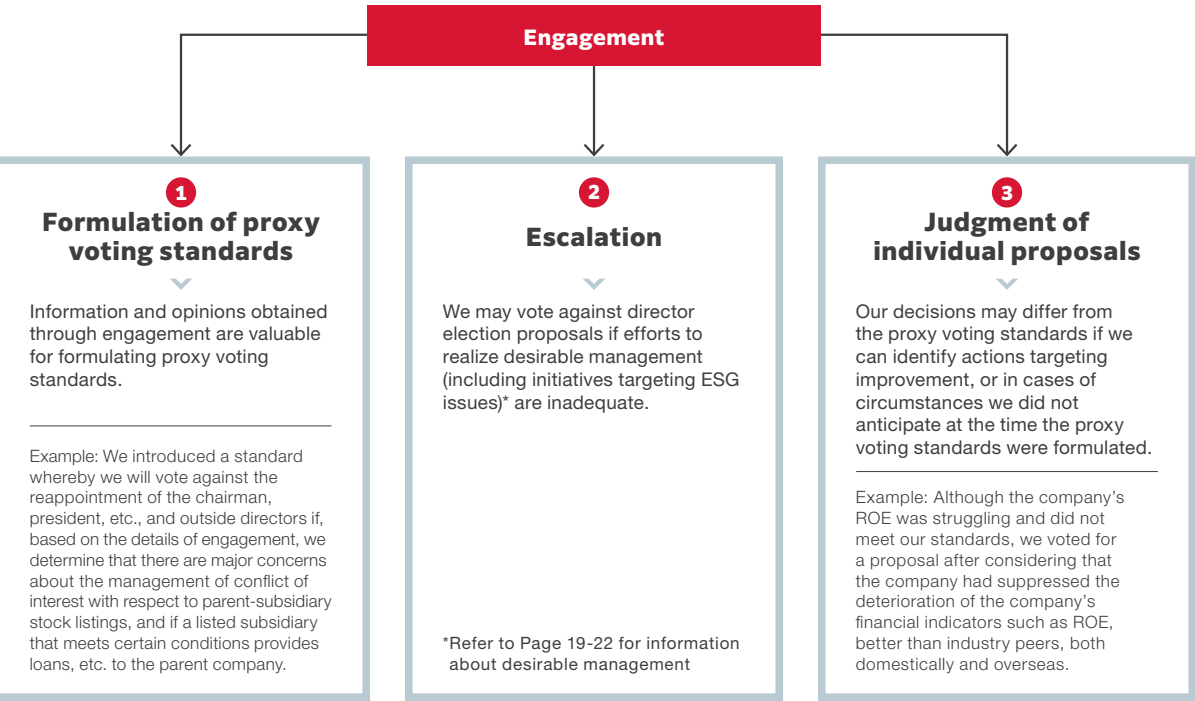 Engagement
1
Formulation of proxy
voting standards
Information and opinions obtained
through engagement are valuable
for formulating proxy voting
standards.
Example: We introduced a standard
whereby we will vote against the
reappointment of the chairman,
president, etc., and outside directors if,
based on the details of engagement, we
determine that there are major concerns
about the management of conflict of
interest with respect to parent-subsidiary
stock listings, and if a listed subsidiary
that meets certain conditions provides
loans, etc. to the parent company.
2
Escalation
We may vote against director
election proposals if efforts to
realize desirable management
(including initiatives targeting ESG
issues)* are inadequate.
*Refer to Page 19-22 for information
about desirable management
3
Judgment of
individual proposals
Our decisions may differ from
the proxy voting standards if we
can identify actions targeting
improvement, or in cases of
circumstances we did not
anticipate at the time the proxy
voting standards were formulated.
Example: Although the company's
ROE was struggling and did not
meet our standards, we voted for
a proposal after considering that
the company had suppressed the
deterioration of the company's
financial indicators such as ROE,
better than industry peers, both
domestically and overseas.